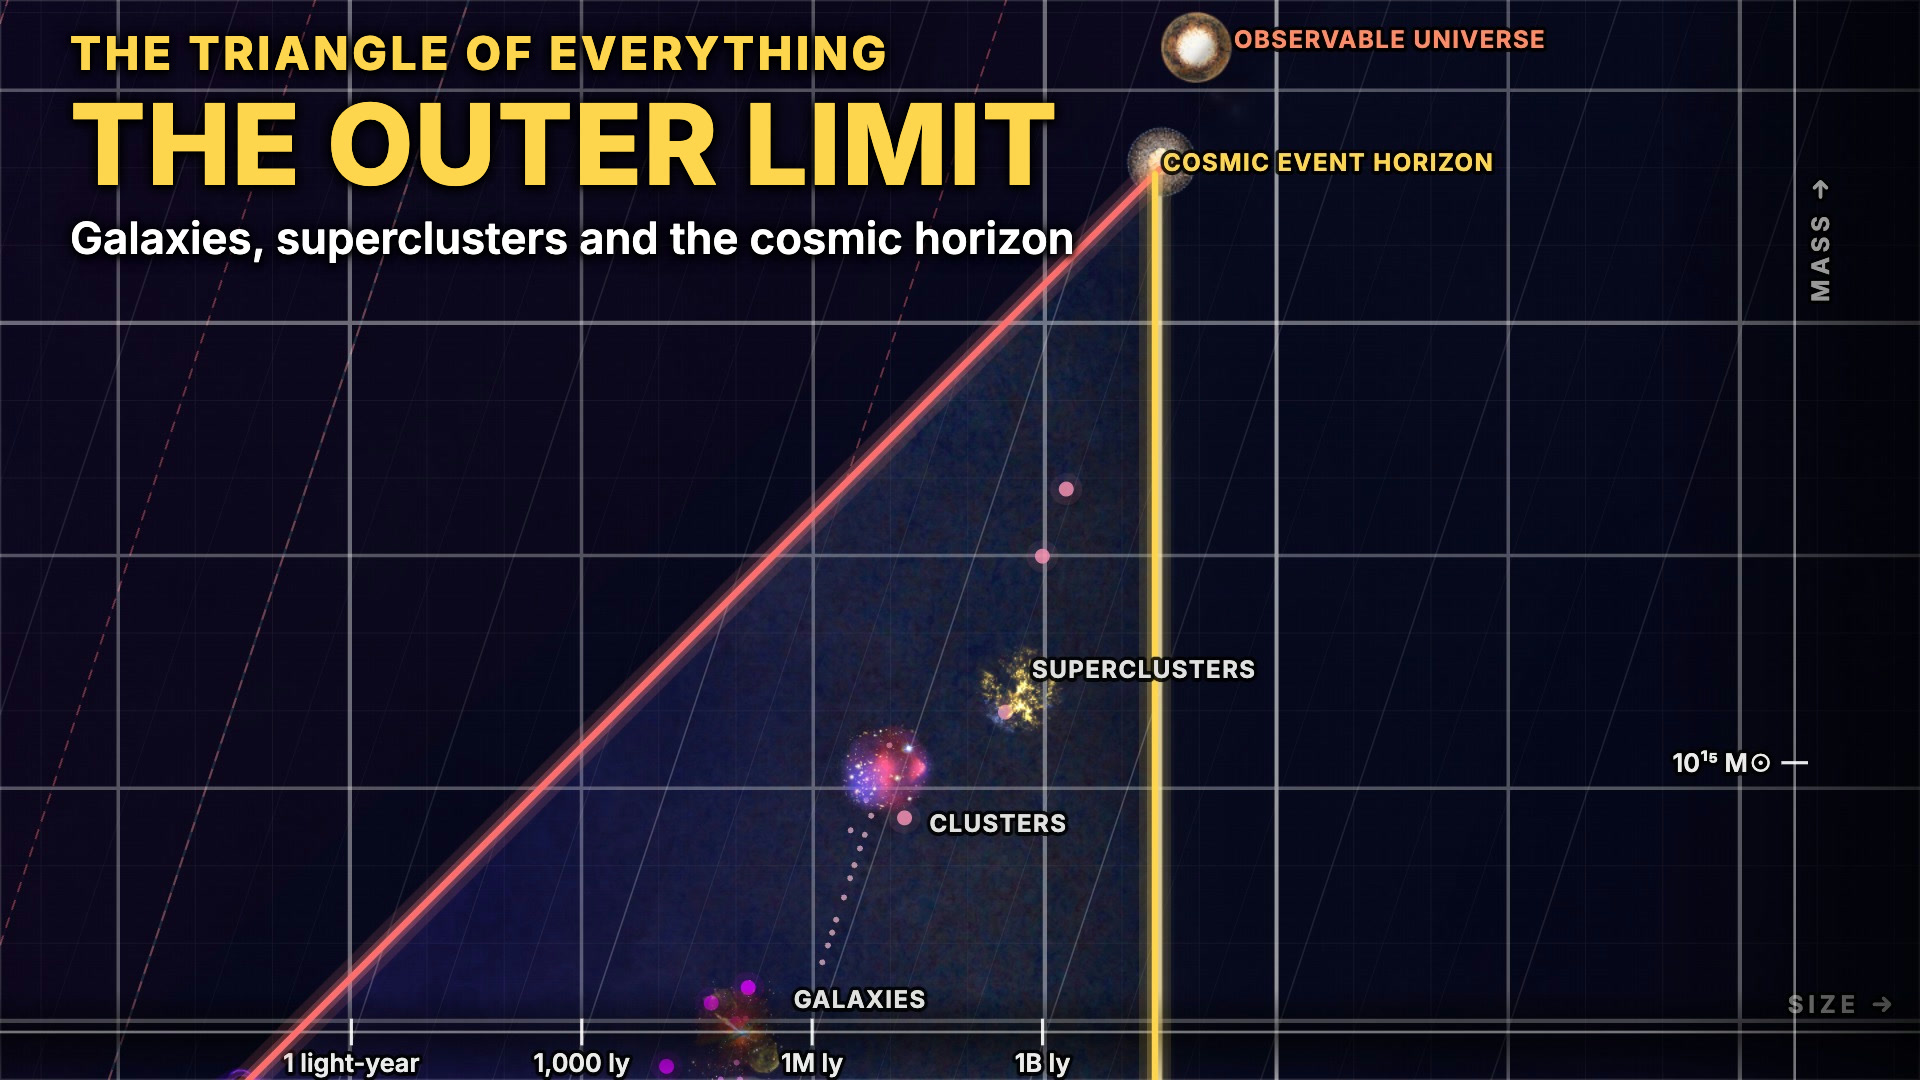 THE TRIANGLE OF EVERYTHING
THE OUTER LIMIT
Galaxies, superclusters and the cosmic horizon
OBSERVABLE UNIVERSE
COSMIC EVENT HORIZON
MASS →
SUPERCLUSTERS
10¹⁵ M☉
CLUSTERS
GALAXIES
SIZE →
1 light-year
1,000 ly
1M ly
1B ly